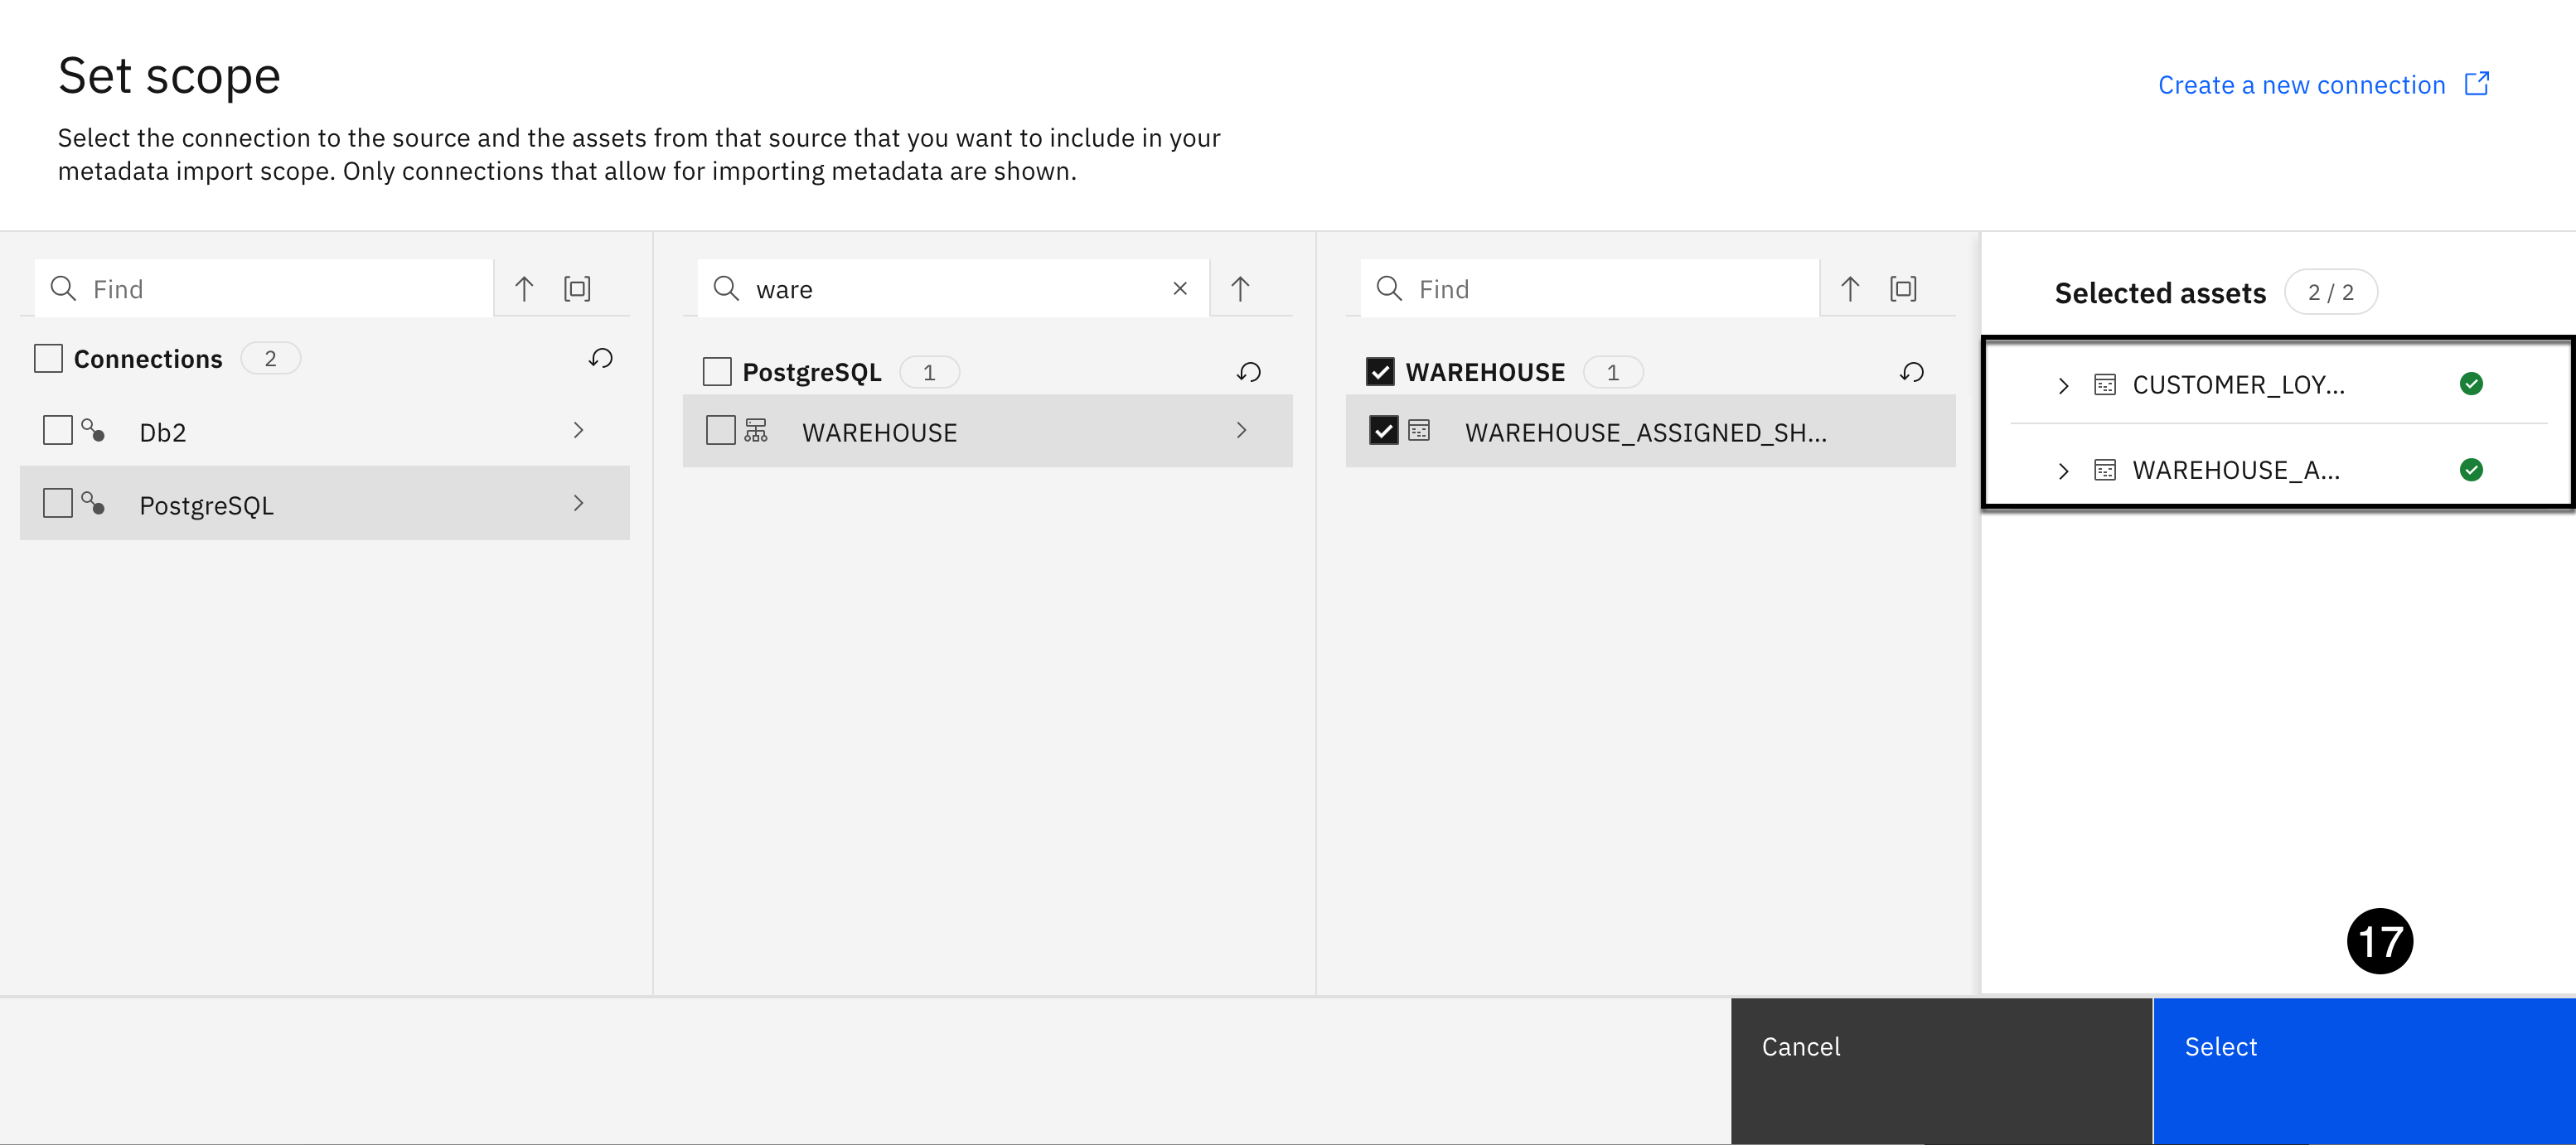 Set scope
Create a new connection
Select the connection to the source and the assets from that source that you want to include in your
metadata import scope. Only connections that allow for importing metadata are shown.
Find
Connections 2
Db2
PostgreSQL
ware
PostgreSQL 1
WAREHOUSE
Find
WAREHOUSE 1
WAREHOUSE_ASSIGNED_SH...
Selected assets 2 / 2
CUSTOMER_LOY...
WAREHOUSE_A...
17
Cancel
Select